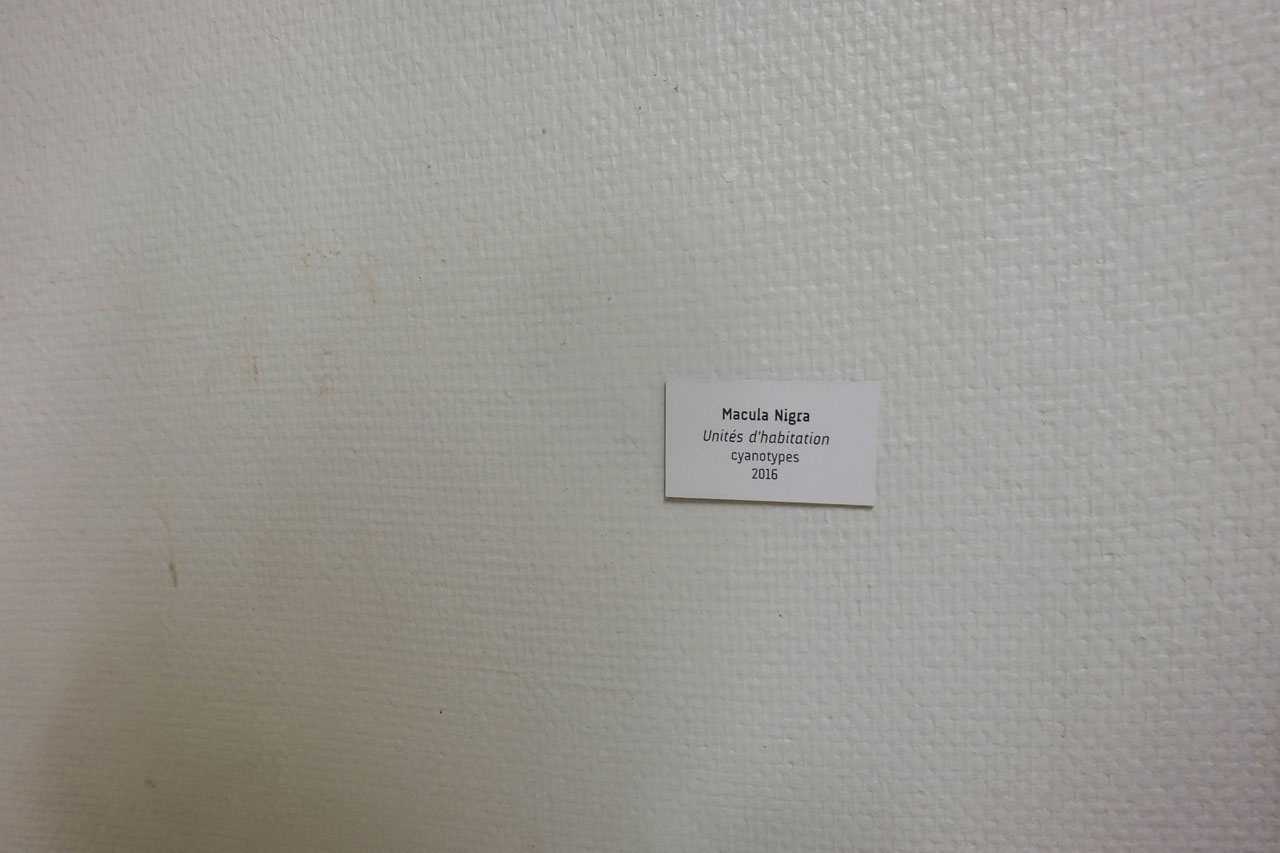 Macula Nigra
Unités d'habitation
cyanotypes
2016